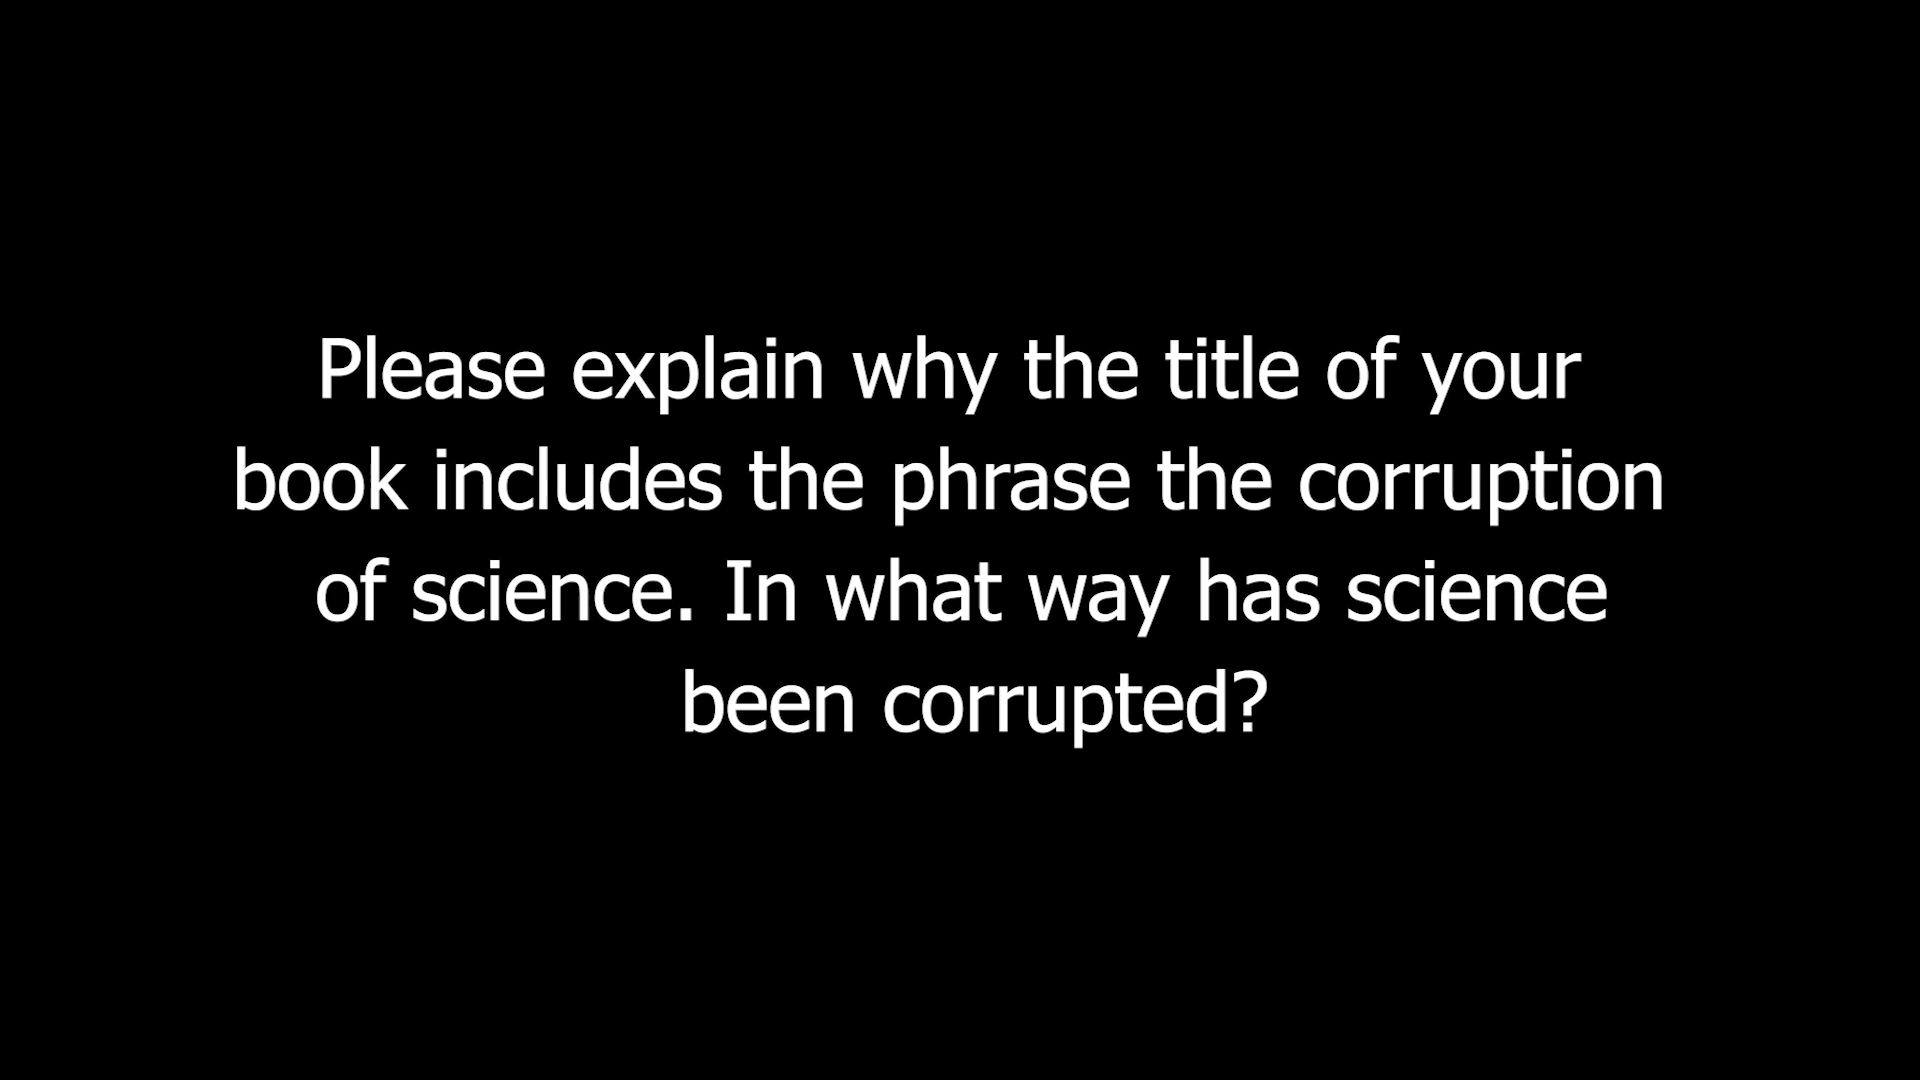 Please explain why the title of your
book includes the phrase the corruption
of science. In what way has science
been corrupted?